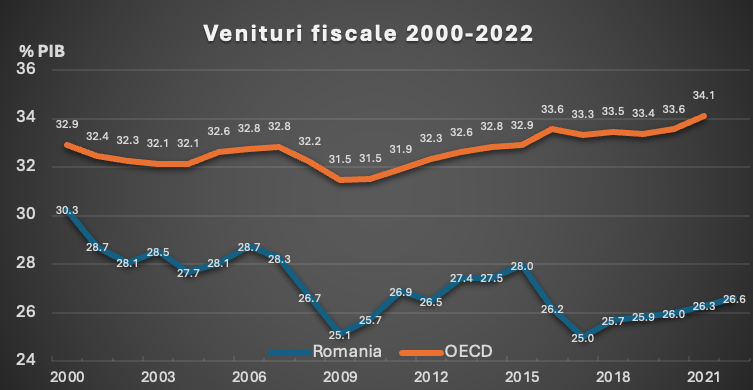 Venituri fiscale 2000-2022
% PIB
36
34
32
30
28
26
24
32.9 32.4 32.3 32.1 32.1 32.6 32.8 32.8 32.2 31.5 31.5 31.9 32.3 32.6 32.8 32.9 33.6 33.3 33.5 33.4 33.6 34.1
30.3 28.7 28.1 28.5 27.7 28.1 28.7 28.3 26.7 25.1 25.7 26.9 26.5 27.4 27.5 28.0 26.2 25.0 25.7 25.9 26.0 26.3 26.6
Romania OECD
2000 2003 2006 2009 2012 2015 2018 2021